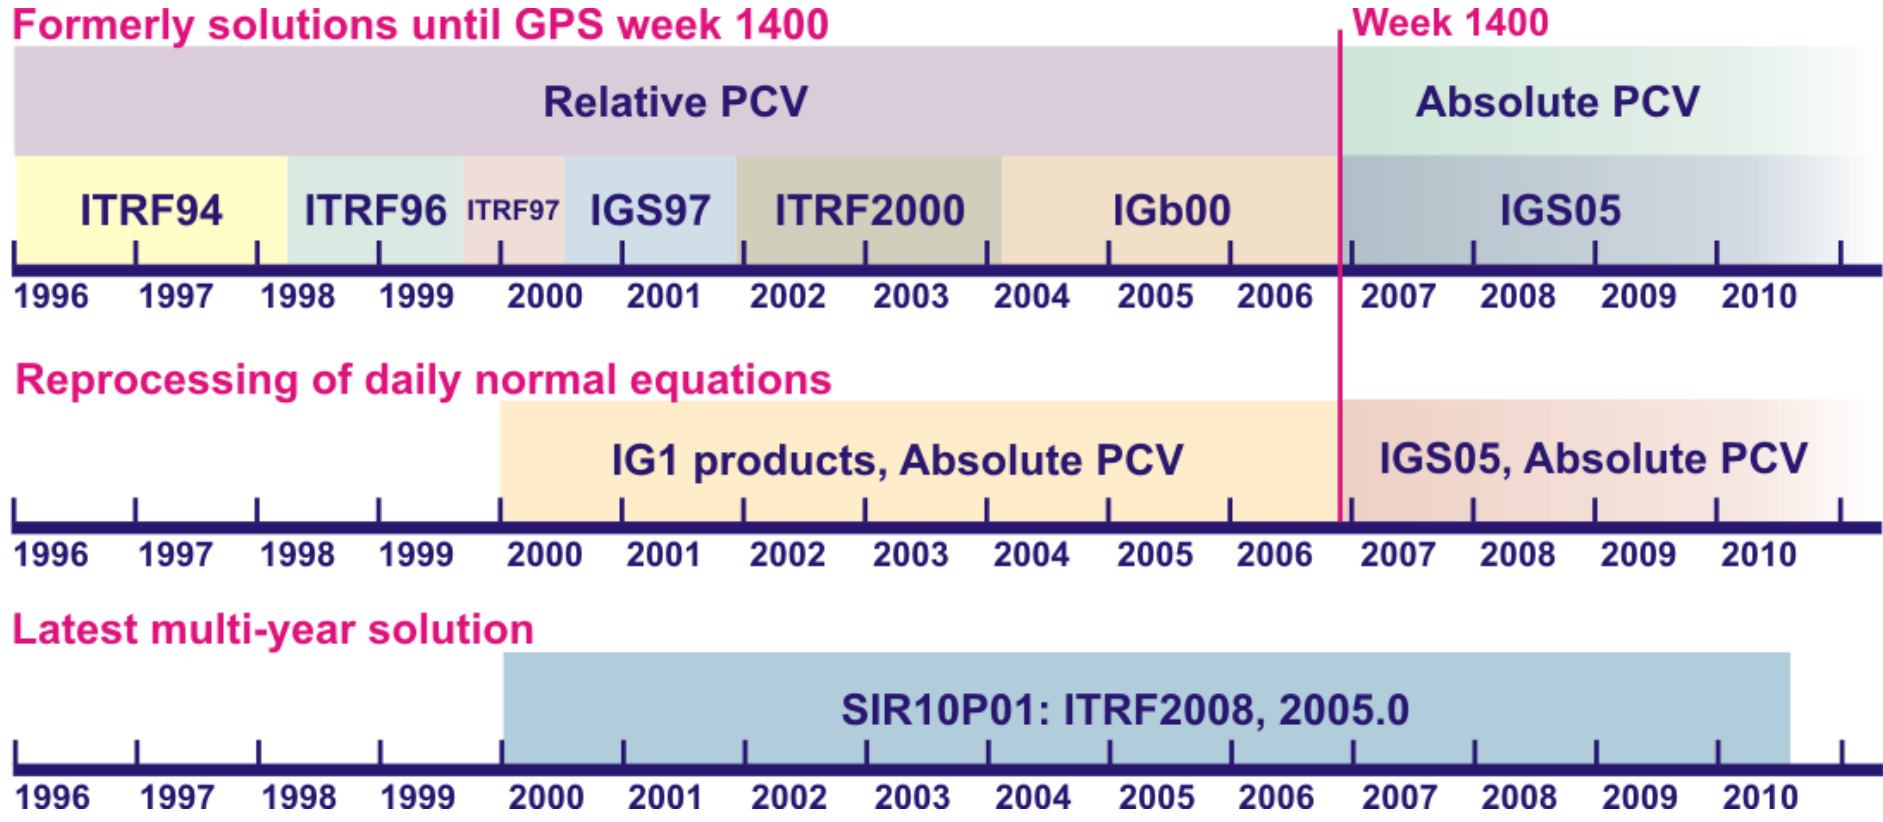 Formerly solutions until GPS week 1400
Week 1400
Relative PCV
Absolute PCV
ITRF94 ITRF96 ITRF97 IGS97 ITRF2000 IGb00 IGS05
1996 1997 1998 1999 2000 2001 2002 2003 2004 2005 2006 2007 2008 2009 2010
Reprocessing of daily normal equations
IG1 products, Absolute PCV
IGS05, Absolute PCV
1996 1997 1998 1999 2000 2001 2002 2003 2004 2005 2006 2007 2008 2009 2010
Latest multi-year solution
SIR10P01: ITRF2008, 2005.0
1996 1997 1998 1999 2000 2001 2002 2003 2004 2005 2006 2007 2008 2009 2010